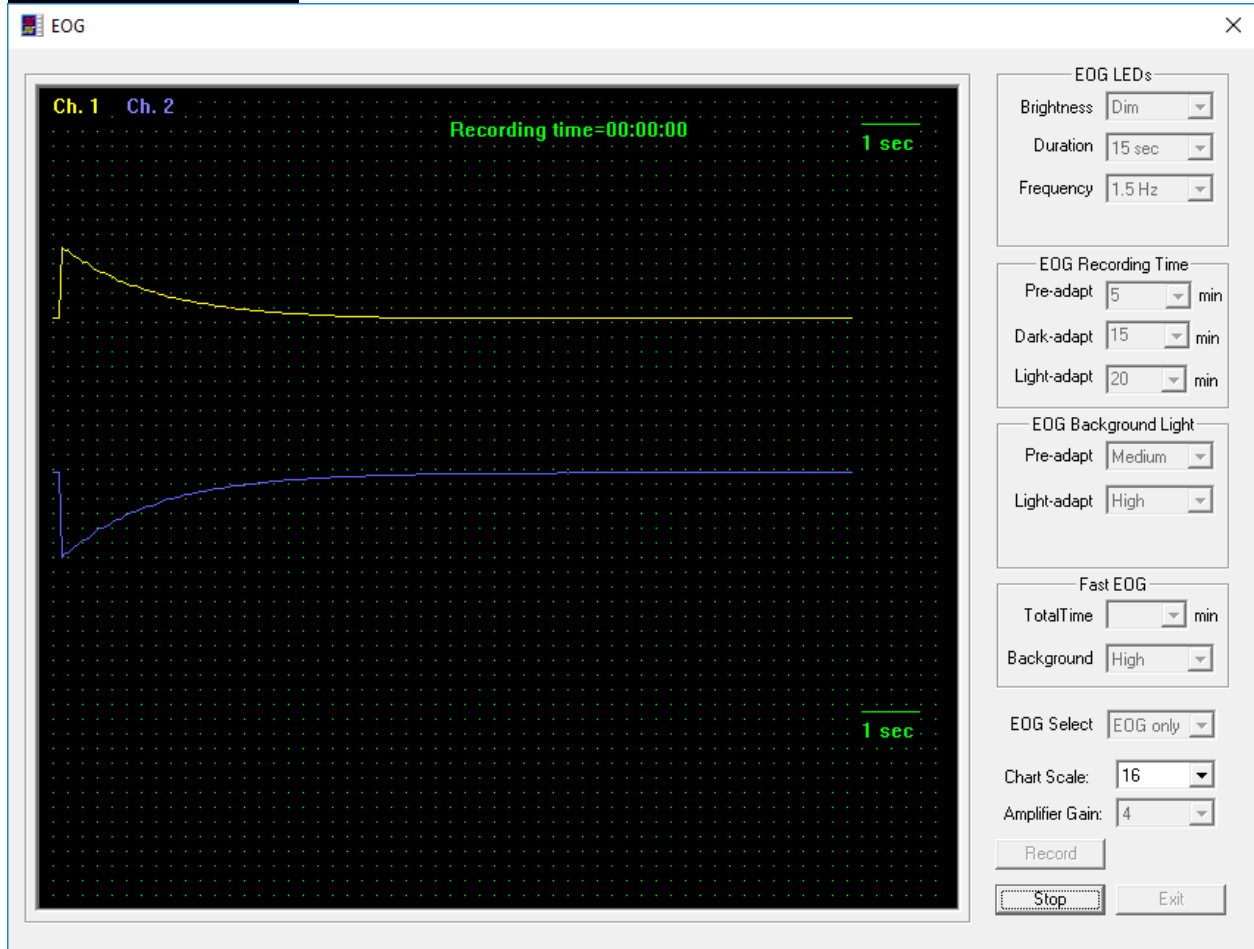 EOG
Ch. 1 Ch. 2
Recording time=00:00:00
1 sec
1 sec
EOG LEDs
Brightness Dim
Duration 15 sec
Frequency 1.5 Hz
EOG Recording Time
Pre-adapt 5 min
Dark-adapt 15 min
Light-adapt 20 min
EOG Background Light
Pre-adapt Medium
Light-adapt High
Fast EOG
TotalTime min
Background High
EOG Select EOG only
Chart Scale: 16
Amplifier Gain: 4
Record
Stop Exit